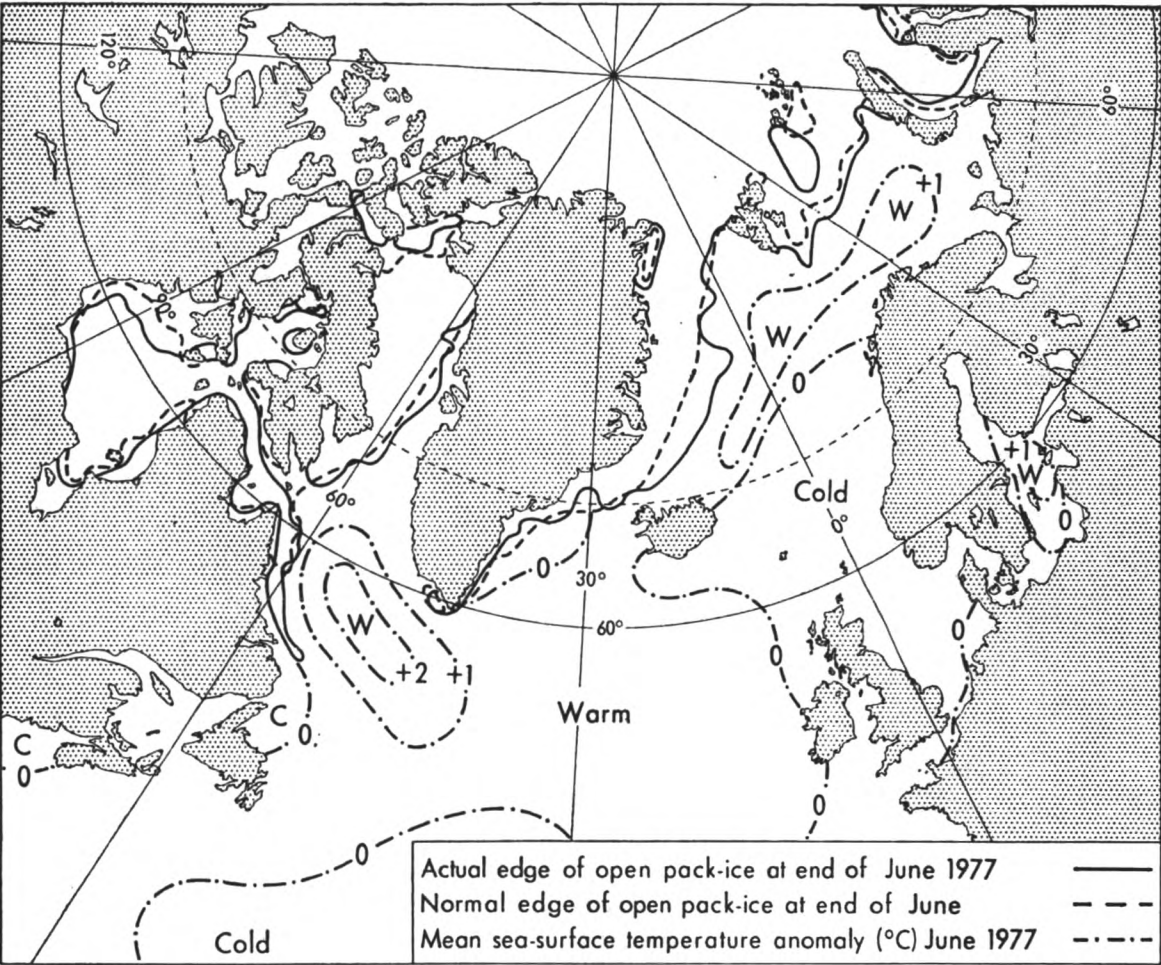 120°
60°
+1
W
90°
W
30°
0
+1
W
60°
Cold
0
0°
0
30°
60°
W
0
+2
+1
0
C
Warm
C
0
0
0
0
Cold
Actual edge of open pack-ice at end of June 1977
Normal edge of open pack-ice at end of June
Mean sea-surface temperature anomaly (°C) June 1977